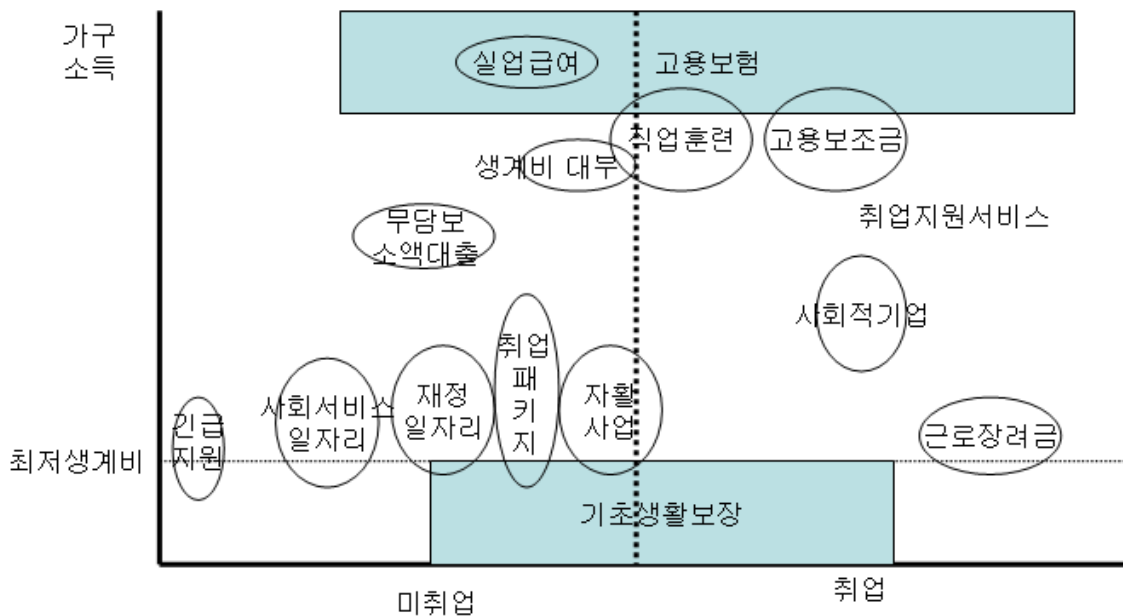 가구
소득
실업급여
고용보험
직업훈련
고용보조금
생계비 대부
취업지원서비스
무담보
소액대출
사회적기업
취업
패
키
지
긴급
지원
사회서비스
일자리
재정
일자리
자활
사업
근로장려금
최저생계비
기초생활보장
미취업
취업